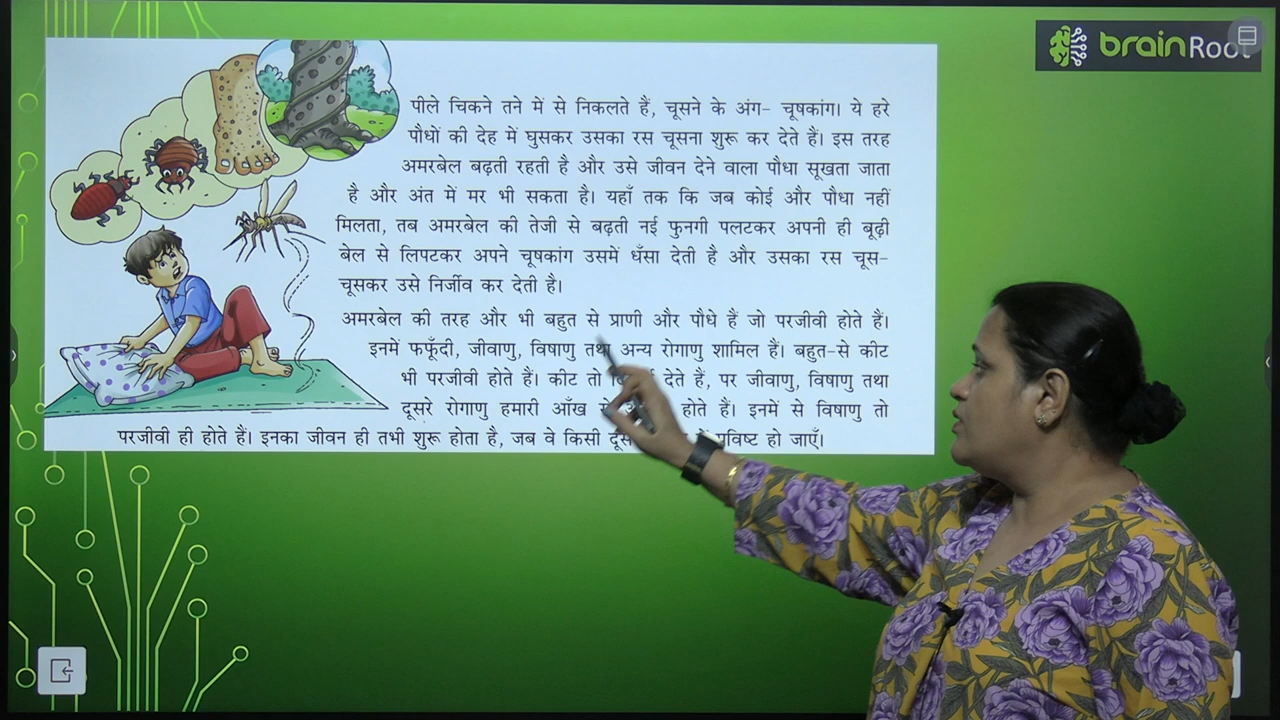 brainRoot
पीले चिकने तने में से निकलते हैं, चूसने के अंग- चूषकांग। ये हरे
पौधों की देह में घुसकर उसका रस चूसना शुरू कर देते हैं। इस तरह
अमरबेल बढ़ती रहती है और उसे जीवन देने वाला पौधा सूखता जाता
है और अंत में मर भी सकता है। यहाँ तक कि जब कोई और पौधा नहीं
मिलता, तब अमरबेल की तेजी से बढ़ती नई फुनगी पलटकर अपनी ही बूढ़ी
बेल से लिपटकर अपने चूषकांग उसमें धँसा देती है और उसका रस चूस-
चूसकर उसे निर्जीव कर देती है।
अमरबेल की तरह और भी बहुत से प्राणी और पौधे हैं जो परजीवी होते हैं।
इनमें फफूँदी, जीवाणु, विषाणु तथा अन्य रोगाणु शामिल हैं। बहुत-से कीट
भी परजीवी होते हैं। कीट तो देते हैं, पर जीवाणु, विषाणु तथा
दूसरे रोगाणु हमारी आँख होते हैं। इनमें से विषाणु तो
परजीवी ही होते हैं। इनका जीवन ही तभी शुरू होता है, जब वे किसी प्रविष्ट हो जाएँ।